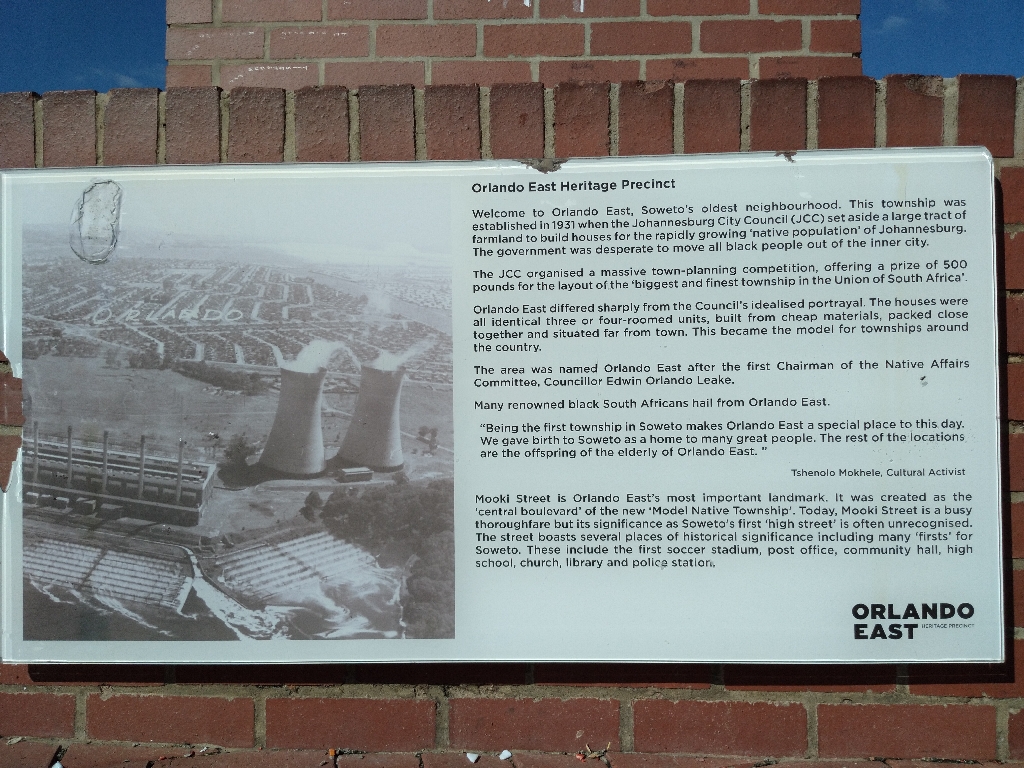 Orlando East Heritage Precinct
Welcome to Orlando East, Soweto's oldest neighbourhood. This township was
established in 1931 when the Johannesburg City Council (JCC) set aside a large tract of
farmland to build houses for the rapidly growing 'native population' of Johannesburg.
The government was desperate to move all black people out of the inner city.
The JCC organised a massive town-planning competition, offering a prize of 500
pounds for the layout of the 'biggest and finest township in the Union of South Africa'.
Orlando East differed sharply from the Council's idealised portrayal. The houses were
all identical three or four-roomed units, built from cheap materials, packed close
together and situated far from town. This became the model for townships around
the country.
The area was named Orlando East after the first Chairman of the Native Affairs
Committee, Councillor Edwin Orlando Leake.
Many renowned black South Africans hail from Orlando East.
"Being the first township in Soweto makes Orlando East a special place to this day.
We gave birth to Soweto as a home to many great people. The rest of the locations
are the offspring of the elderly of Orlando East. "
Tshenolo Mokhele, Cultural Activist
Mooki Street is Orlando East's most important landmark. It was created as the
'central boulevard' of the new 'Model Native Township'. Today, Mooki Street is a busy
thoroughfare but its significance as Soweto's first 'high street' is often unrecognised.
The street boasts several places of historical significance including many 'firsts' for
Soweto. These include the first soccer stadium, post office, community hall, high
school, church, library and police station.
ORLANDO
EAST HERITAGE PRECINCT
ORLANDO